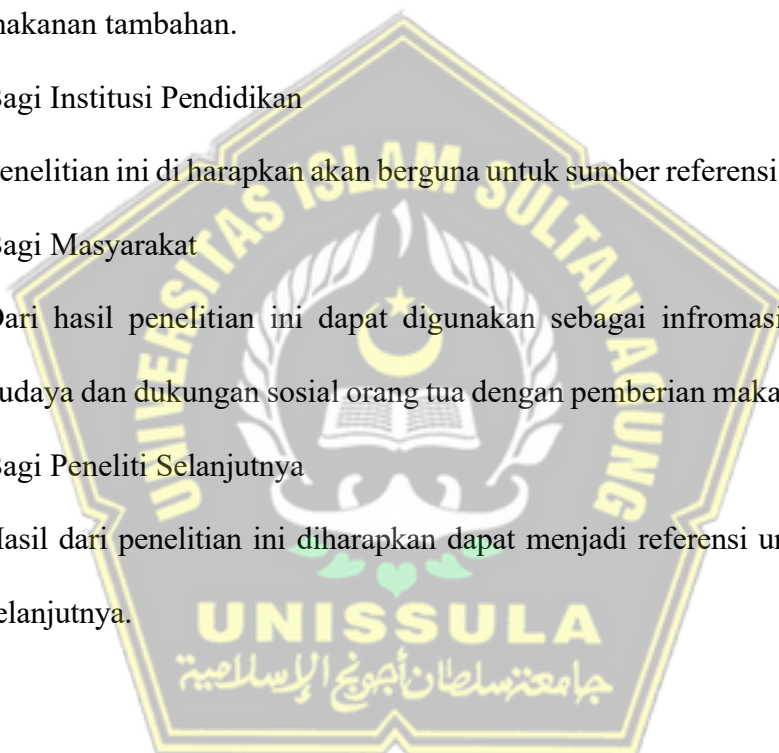 makanan tambahan.
Bagi Institusi Pendidikan
Penelitian ini di harapkan akan berguna untuk sumber referensi
Bagi Masyarakat
Dari hasil penelitian ini dapat digunakan sebagai infromasi
budaya dan dukungan sosial orang tua dengan pemberian maka
Bagi Peneliti Selanjutnya
Hasil dari penelitian ini diharapkan dapat menjadi referensi un
selanjutnya.
UNIVERSITAS ISLAM SULTAN AGUNG
UNISSULA
جامعة سلطان أجونج الإسلامية